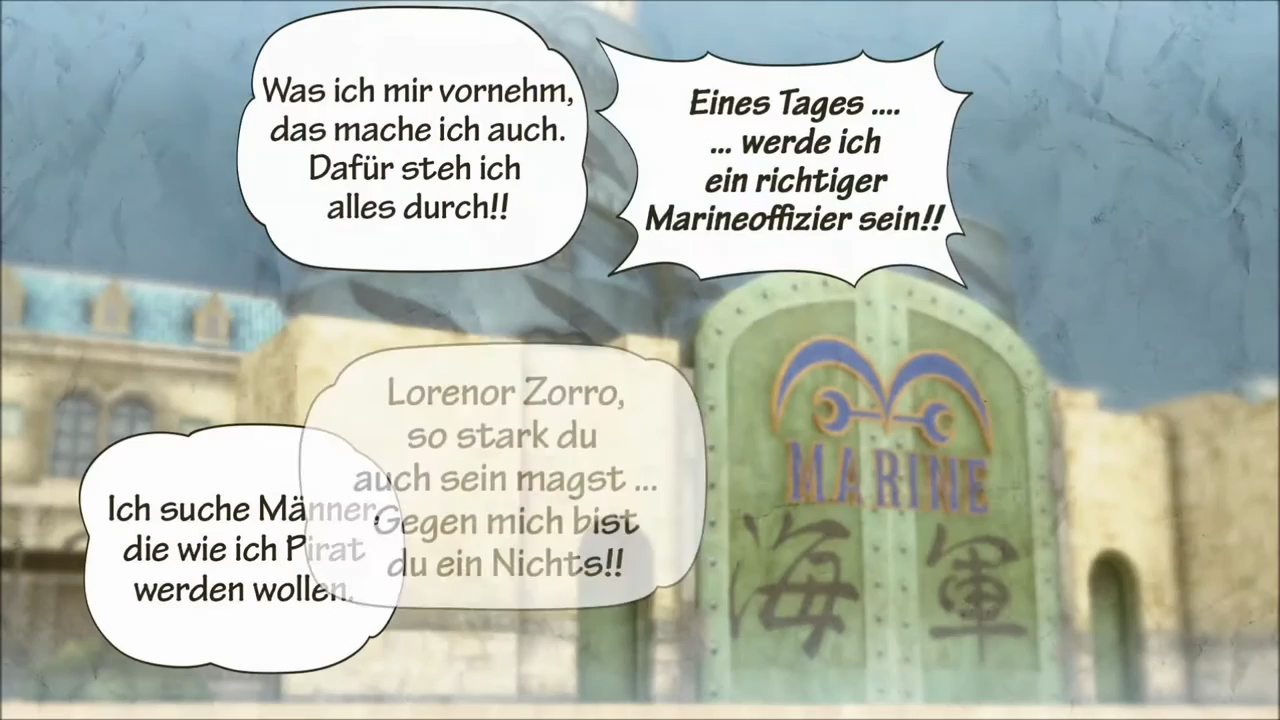 Was ich mir vornehm,
das mache ich auch.
Dafür steh ich
alles durch!!
Eines Tages ....
... werde ich
ein richtiger
Marineoffizier sein!!
Lorenor Zorro,
so stark du
auch sein magst ...
Gegen mich bist
du ein Nichts!!
Ich suche Männer,
die wie ich Pirat
werden wollen.
MARINE
海軍